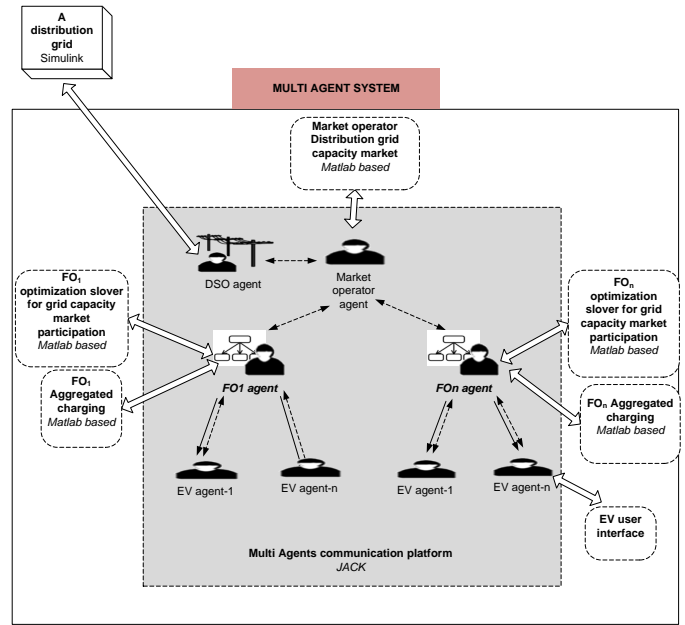 A
distribution
grid
Simulink
MULTI AGENT SYSTEM
Market operator
Distribution grid
capacity market
Matlab based
DSO agent
Market
operator
agent
FO1
optimization slover
for grid capacity
market
participation
Matlab based
FOn
optimization
slover for grid
capacity market
participation
Matlab based
FO1 agent
FOn agent
FO1
Aggregated
charging
Matlab based
FOn Aggregated
charging
Matlab based
EV agent-1
EV agent-n
EV agent-1
EV agent-n
EV user
interface
Multi Agents communication platform
JACK